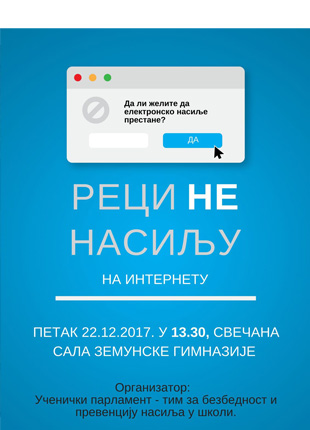 Да ли желите да
електронско насиље
престане?
ДА
РЕЦИ НЕ
НАСИЉУ
НА ИНТЕРНЕТУ
ПЕТАК 22.12.2017. У 13.30, СВЕЧАНА
САЛА ЗЕМУНСКЕ ГИМНАЗИЈЕ
Организатор:
Ученички парламент - тим за безбедност и
превенцију насиља у школи.